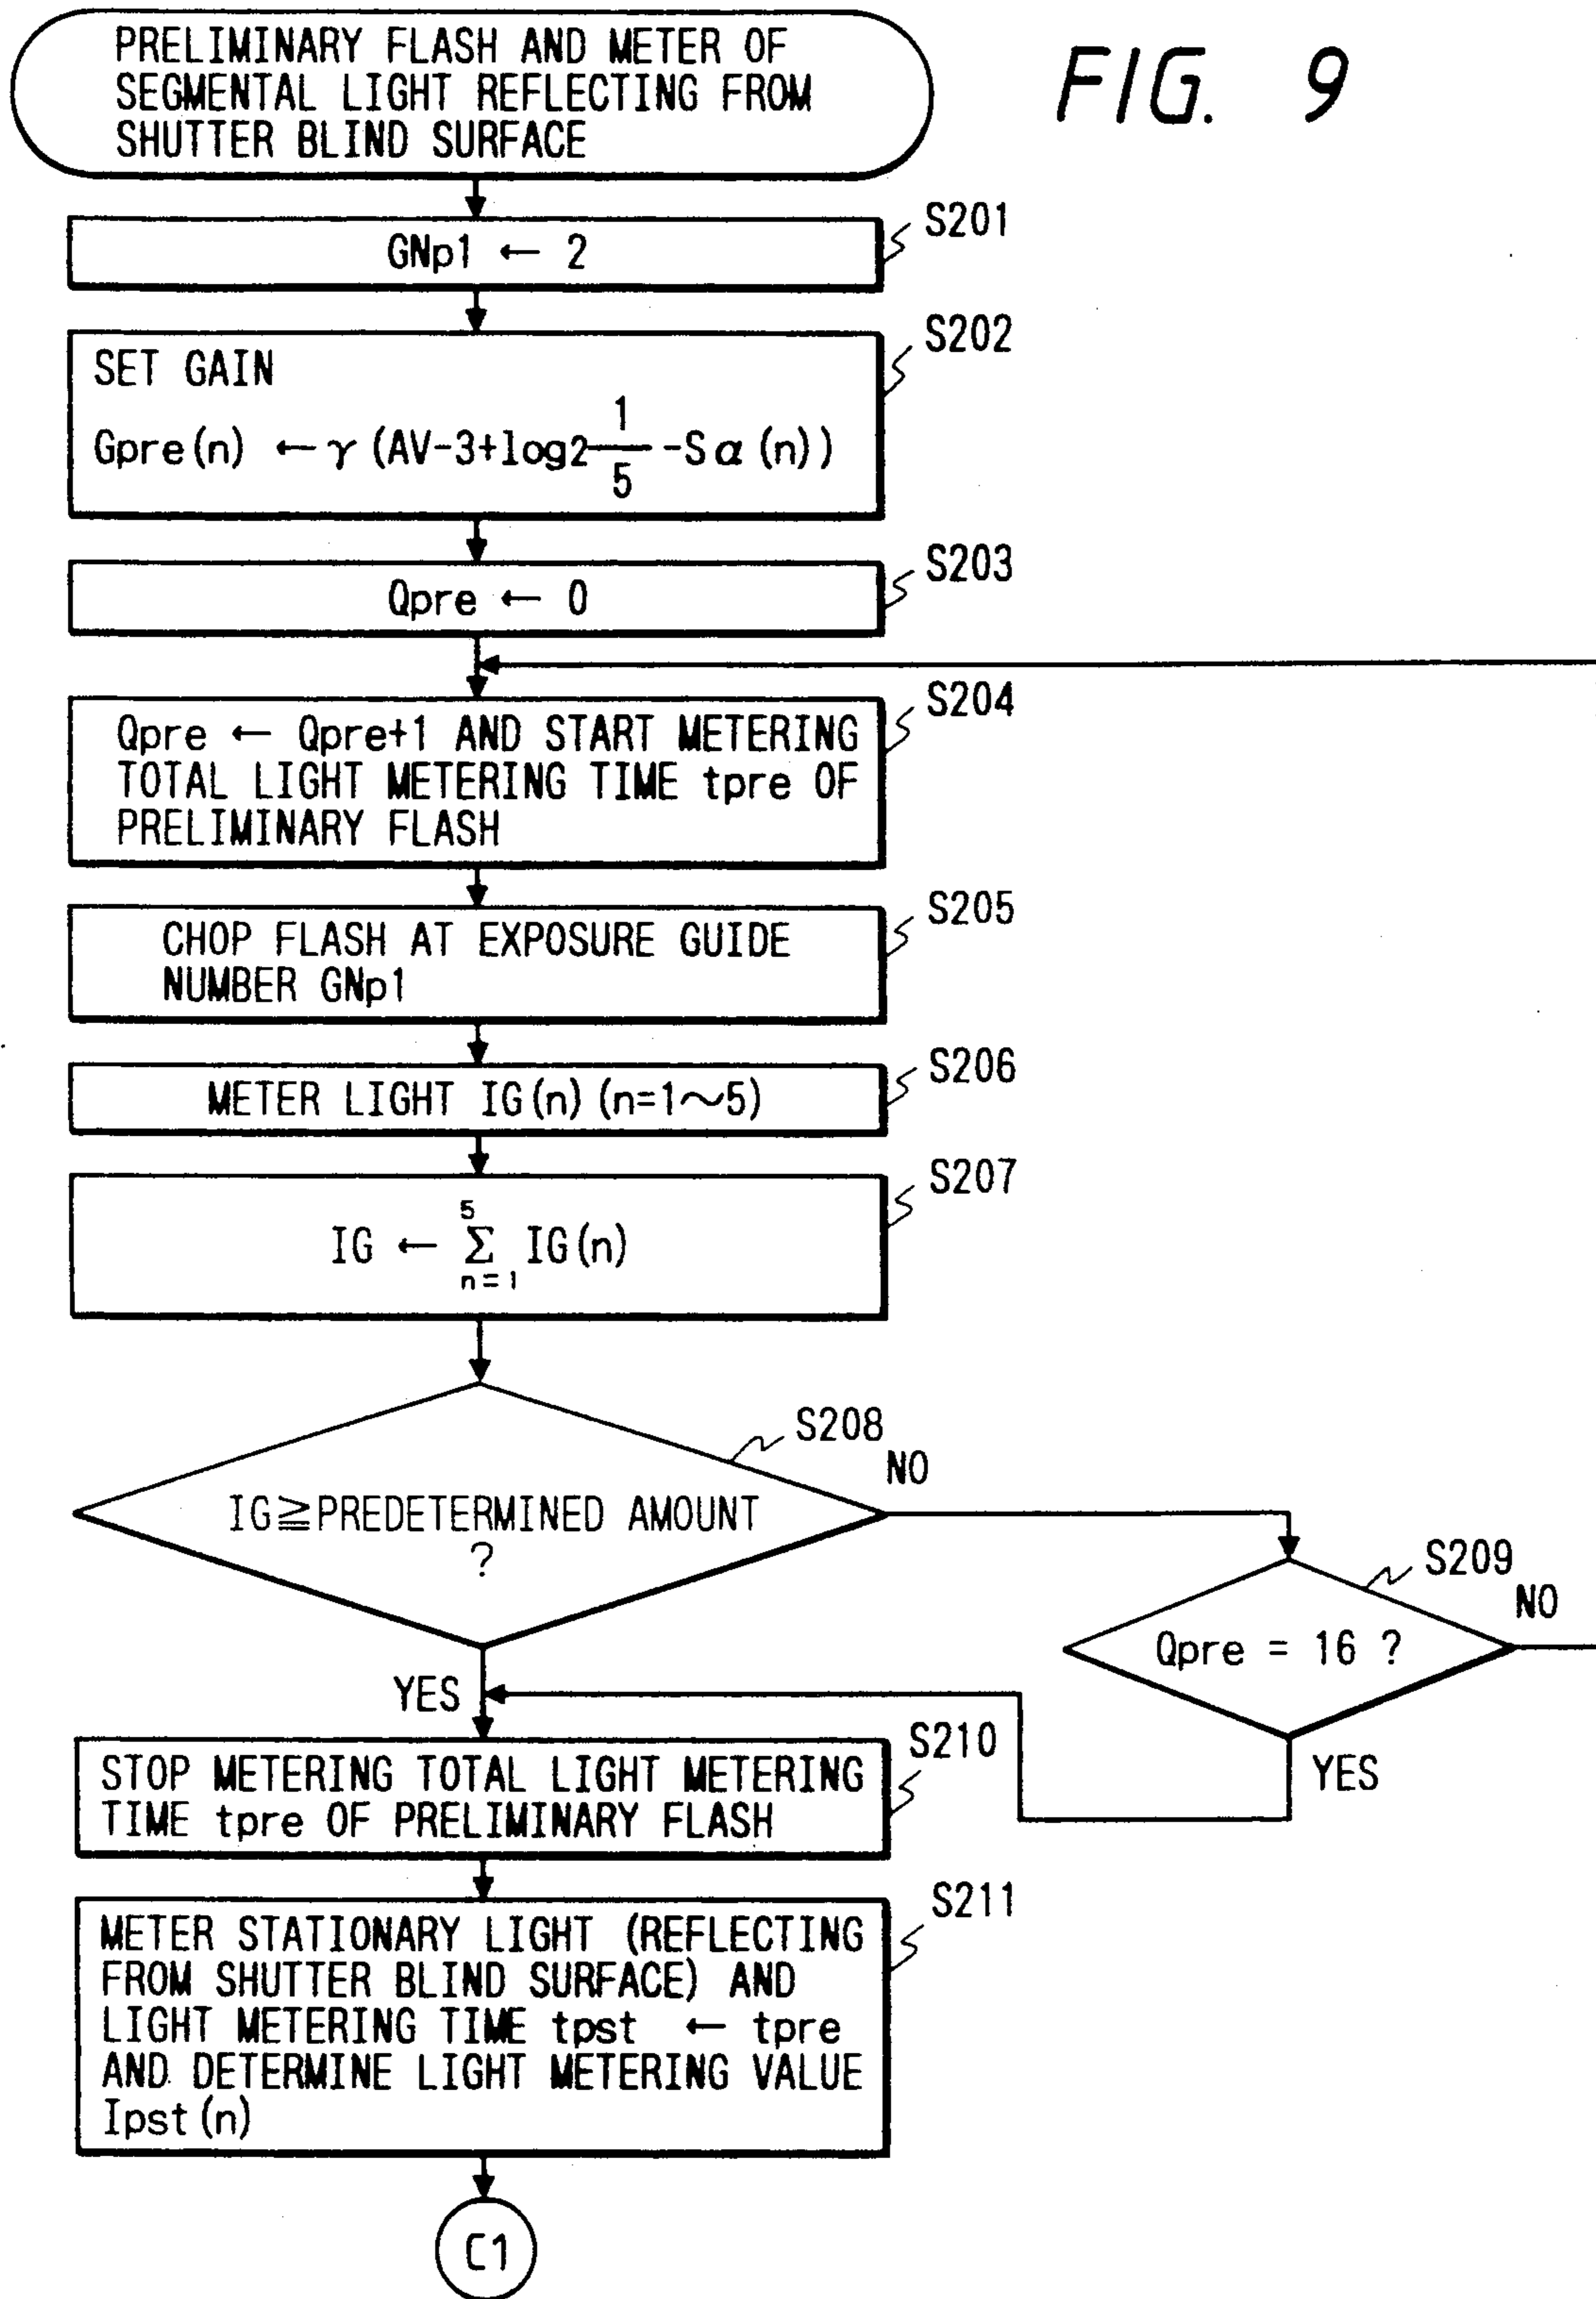 FIG. 9
PRELIMINARY FLASH AND METER OF
SEGMENTAL LIGHT REFLECTING FROM
SHUTTER BLIND SURFACE
S201
GNp1 ← 2
S202
SET GAIN
Gpre(n) ← γ (AV-3+log2 1/5 -Sα(n))
S203
Qpre ← 0
S204
Qpre ← Qpre+1 AND START METERING
TOTAL LIGHT METERING TIME tpre OF
PRELIMINARY FLASH
S205
CHOP FLASH AT EXPOSURE GUIDE
NUMBER GNp1
S206
METER LIGHT IG(n) (n=1~5)
S207
5
IG ← Σ IG(n)
n=1
S208
NO
IG≧PREDETERMINED AMOUNT
?
S209
NO
Qpre = 16 ?
YES
YES
S210
STOP METERING TOTAL LIGHT METERING
TIME tpre OF PRELIMINARY FLASH
S211
METER STATIONARY LIGHT (REFLECTING
FROM SHUTTER BLIND SURFACE) AND
LIGHT METERING TIME tpst ← tpre
AND DETERMINE LIGHT METERING VALUE
Ipst(n)
C1